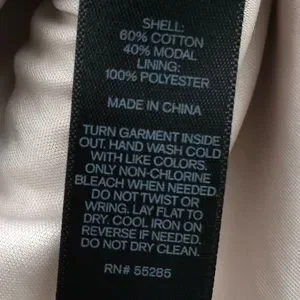 SHELL:
60% COTTON
40% MODAL
LINING:
100% POLYESTER
MADE IN CHINA
TURN GARMENT INSIDE
OUT. HAND WASH COLD
WITH LIKE COLORS.
ONLY NON-CHLORINE
BLEACH WHEN NEEDED.
DO NOT TWIST OR
WRING. LAY FLAT TO
DRY. COOL IRON ON
REVERSE IF NEEDED.
DO NOT DRY CLEAN.
RN# 55285